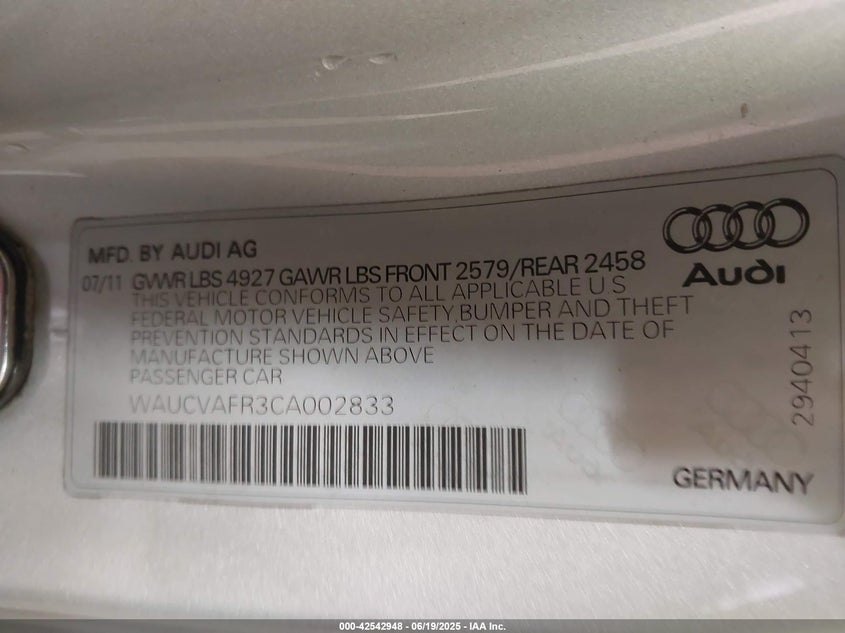 MFD. BY AUDI AG
07/11 GVWR LBS 4927 GAWR LBS FRONT 2579/REAR 2458
THIS VEHICLE CONFORMS TO ALL APPLICABLE U S
FEDERAL MOTOR VEHICLE SAFETY, BUMPER AND THEFT
PREVENTION STANDARDS IN EFFECT ON THE DATE OF
MANUFACTURE SHOWN ABOVE
PASSENGER CAR
WAUCVAFR3CA002833
Audi
2940413
GERMANY
000-42542948 - 06/19/2025 - IAA Inc.